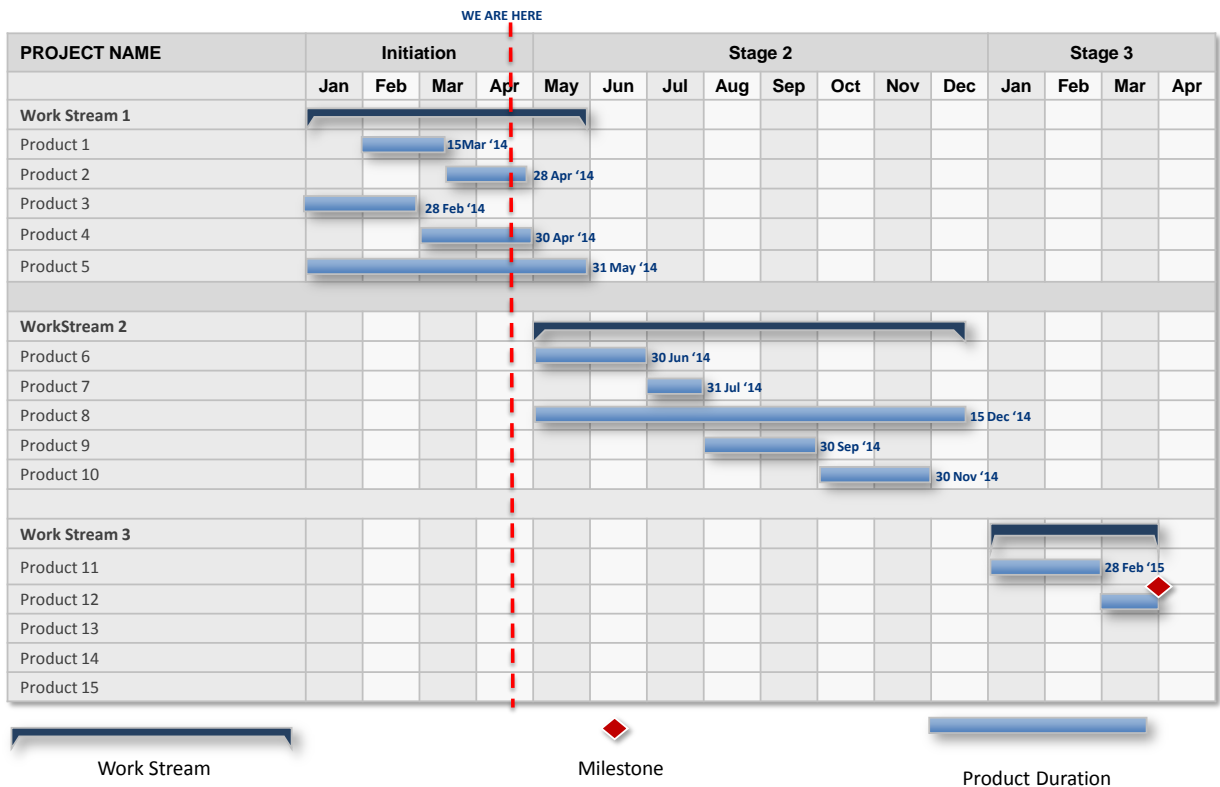 WE ARE HERE
PROJECT NAME Initiation Stage 2 Stage 3
Jan Feb Mar Apr May Jun Jul Aug Sep Oct Nov Dec Jan Feb Mar Apr
Work Stream 1
Product 1 15Mar ‘14
Product 2 28 Apr ‘14
Product 3 28 Feb ‘14
Product 4 30 Apr ‘14
Product 5 31 May ‘14
WorkStream 2
Product 6 30 Jun ‘14
Product 7 31 Jul ‘14
Product 8 15 Dec ‘14
Product 9 30 Sep ‘14
Product 10 30 Nov ‘14
Work Stream 3
Product 11 28 Feb ‘15
Product 12
Product 13
Product 14
Product 15
Work Stream Milestone Product Duration